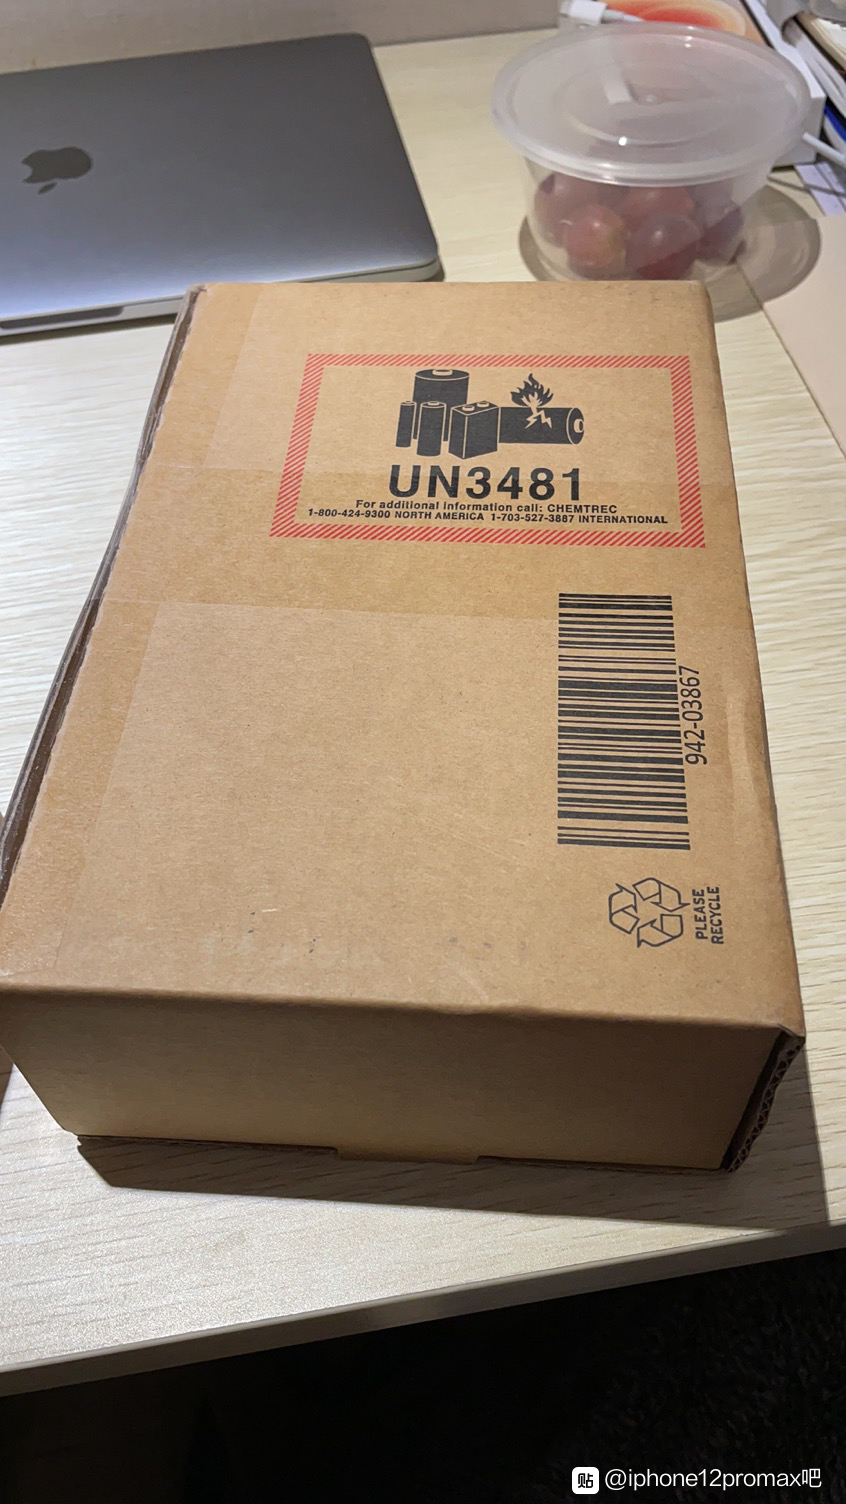 UN3481
For additional information call: CHEMTREC
1-800-424-9300 NORTH AMERICA 1-703-527-3887 INTERNATIONAL
942-03867
PLEASE
RECYCLE
贴 @iphone12promax吧